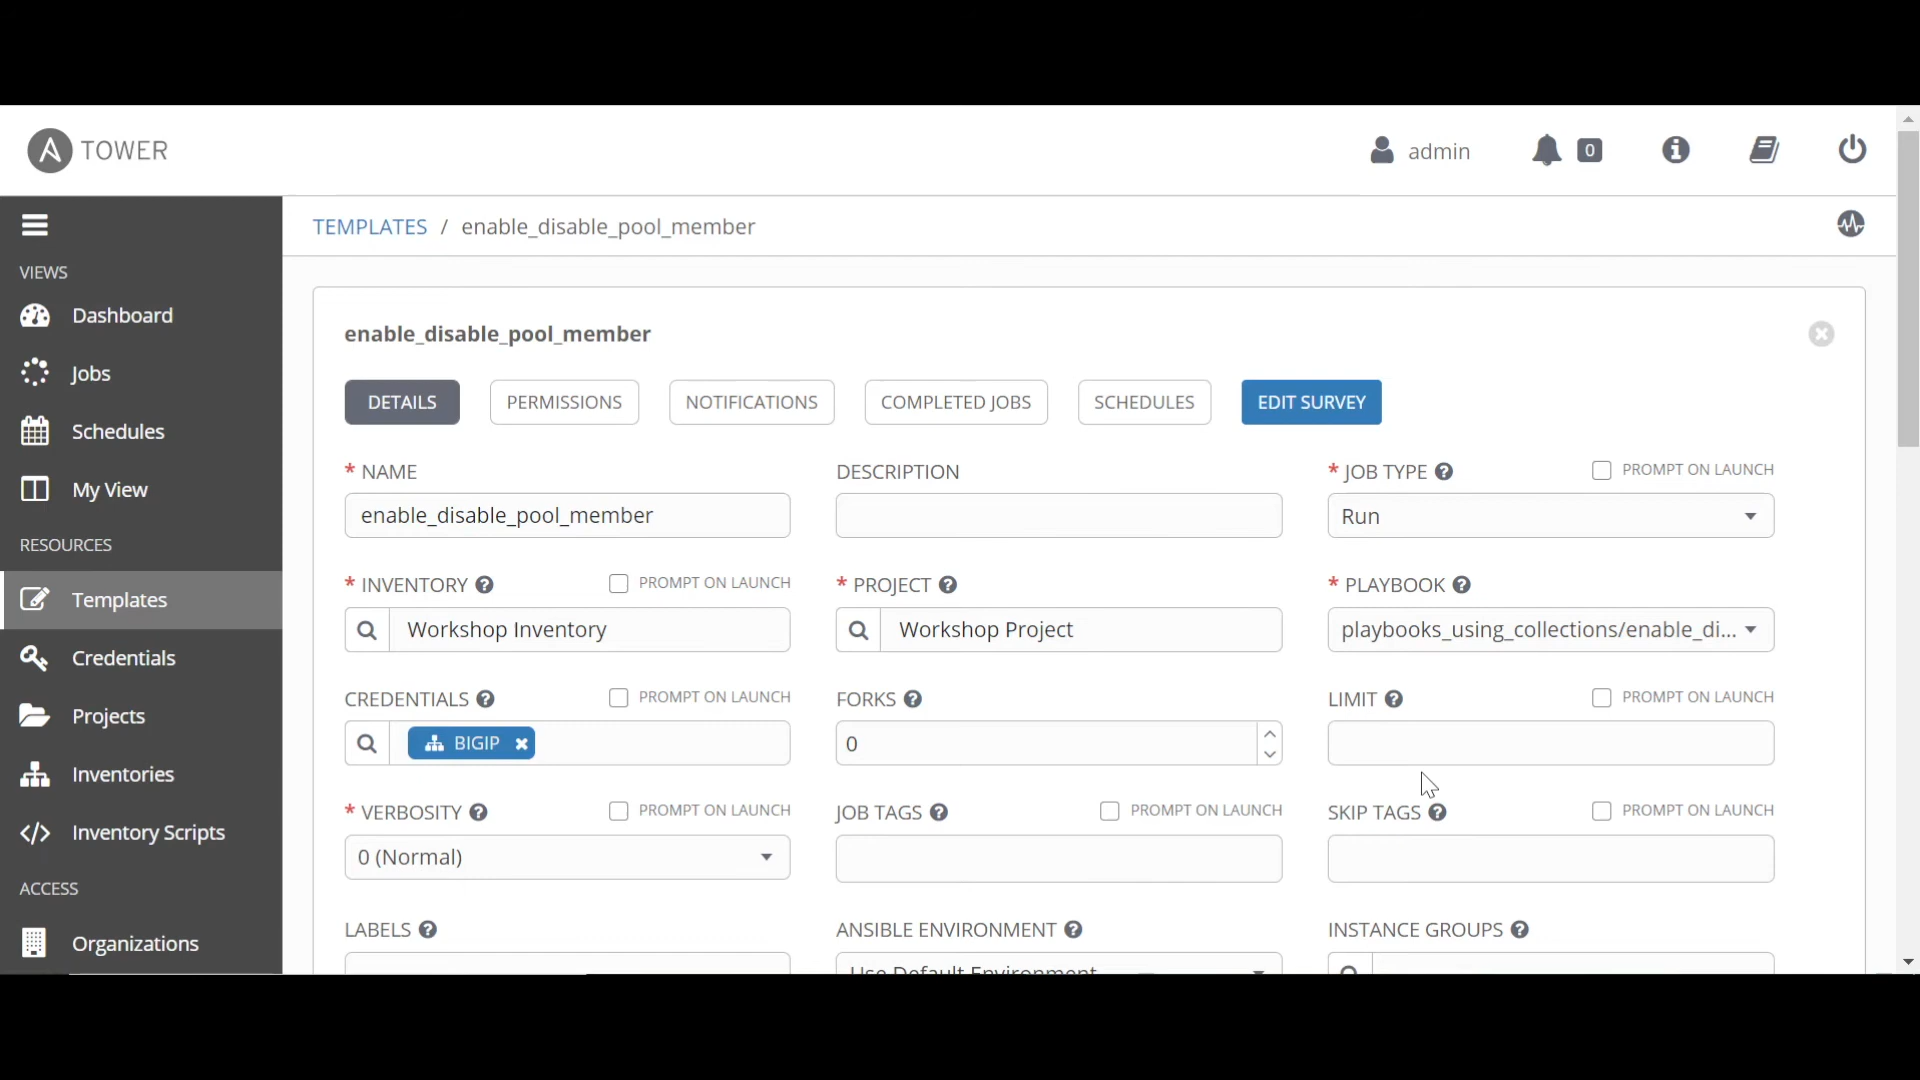 TOWER
admin
0
TEMPLATES / enable_disable_pool_member
VIEWS
Dashboard
Jobs
Schedules
My View
RESOURCES
Templates
Credentials
Projects
Inventories
Inventory Scripts
ACCESS
Organizations
enable_disable_pool_member
DETAILS PERMISSIONS NOTIFICATIONS COMPLETED JOBS SCHEDULES EDIT SURVEY
* NAME DESCRIPTION * JOB TYPE PROMPT ON LAUNCH
enable_disable_pool_member Run
* INVENTORY PROMPT ON LAUNCH * PROJECT * PLAYBOOK
Workshop Inventory Workshop Project playbooks_using_collections/enable_di...
CREDENTIALS PROMPT ON LAUNCH FORKS LIMIT PROMPT ON LAUNCH
BIGIP 0
* VERBOSITY PROMPT ON LAUNCH JOB TAGS PROMPT ON LAUNCH SKIP TAGS PROMPT ON LAUNCH
0 (Normal)
LABELS ANSIBLE ENVIRONMENT INSTANCE GROUPS
Use Default Environment